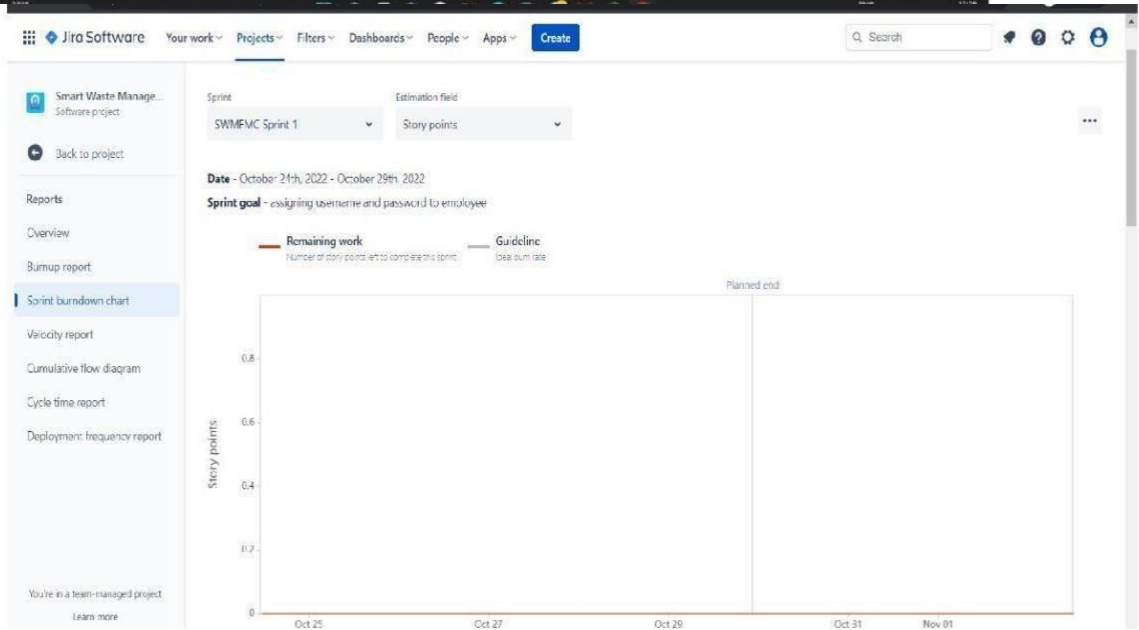 Jira Software Your work Projects Filters Dashboards People Apps Create Search
Smart Waste Manage...
Software project
Back to project
Reports
Overview
Burnup report
Sprint burndown chart
Velocity report
Cumulative flow diagram
Cycle time report
Deployment frequency report
You're in a team-managed project
Learn more
Sprint Estimation field
SWMFMC Sprint 1 Story points
Date - October 24th, 2022 - October 29th, 2022
Sprint goal - assigning username and password to employee
Remaining work Guideline
Number of story points left to complete this sprint Ideal burn rate
Planned end
0.8
0.6
0.4
0.2
0
Story points
Oct 25 Oct 27 Oct 29 Oct 31 Nov 01